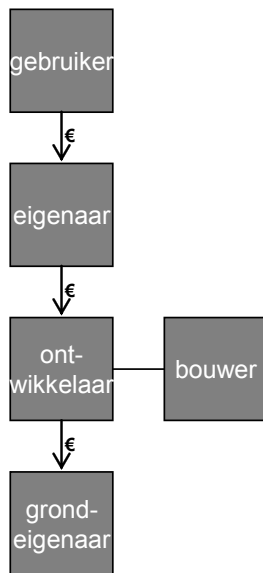 gebruiker
€
eigenaar
€
ont-
wikkelaar
bouwer
€
grond-
eigenaar